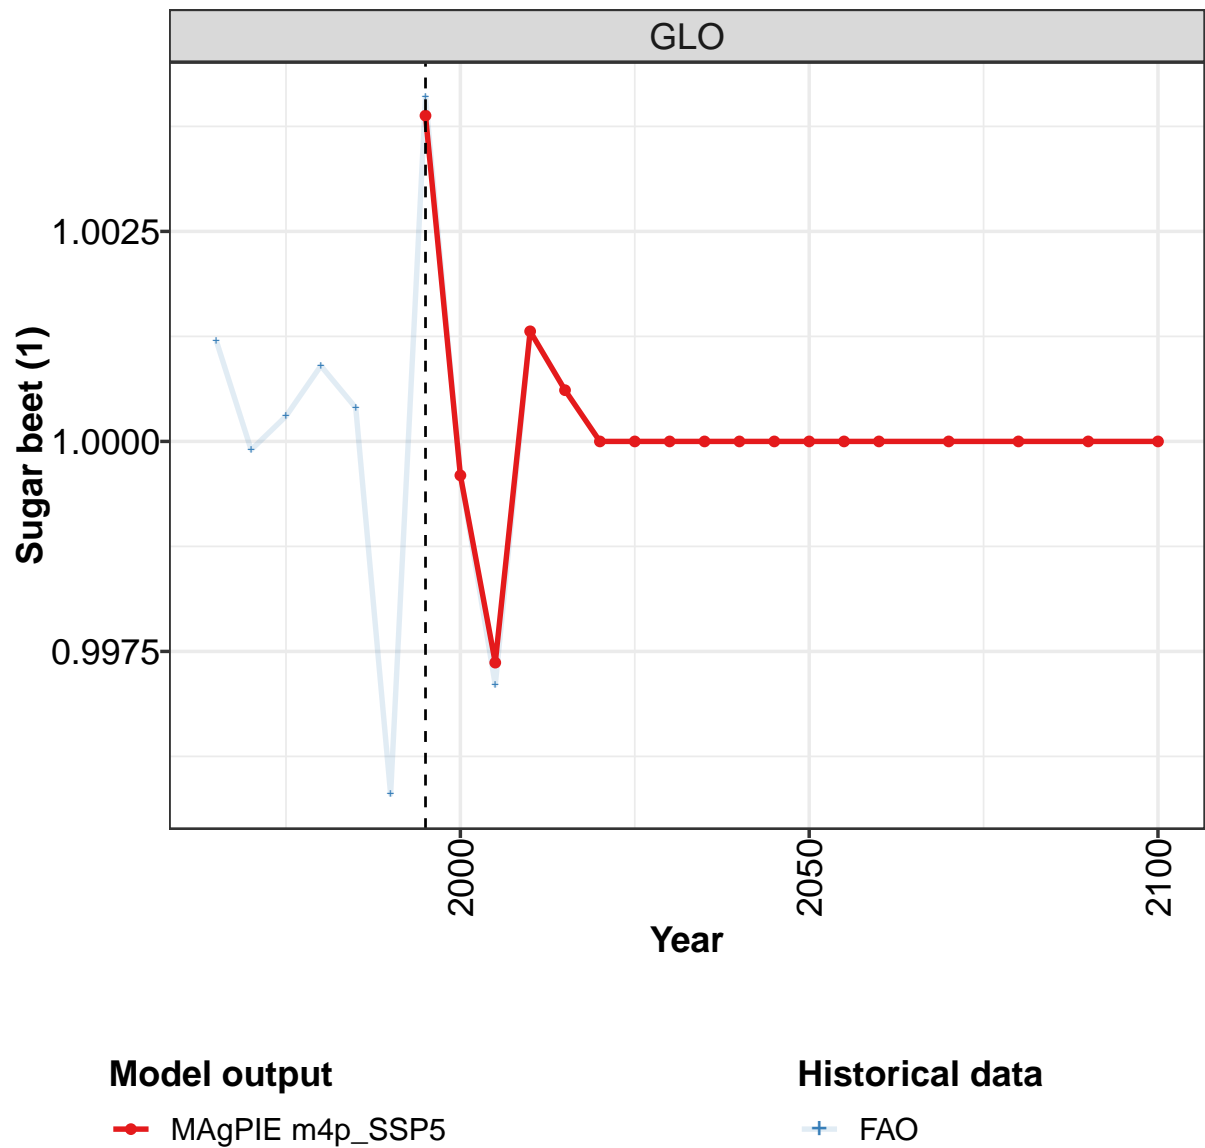 GLO
1.0025
1.0000
0.9975
Sugar beet (1)
2000
2050
2100
Year
Model output
MAgPIE m4p_SSP5
Historical data
FAO